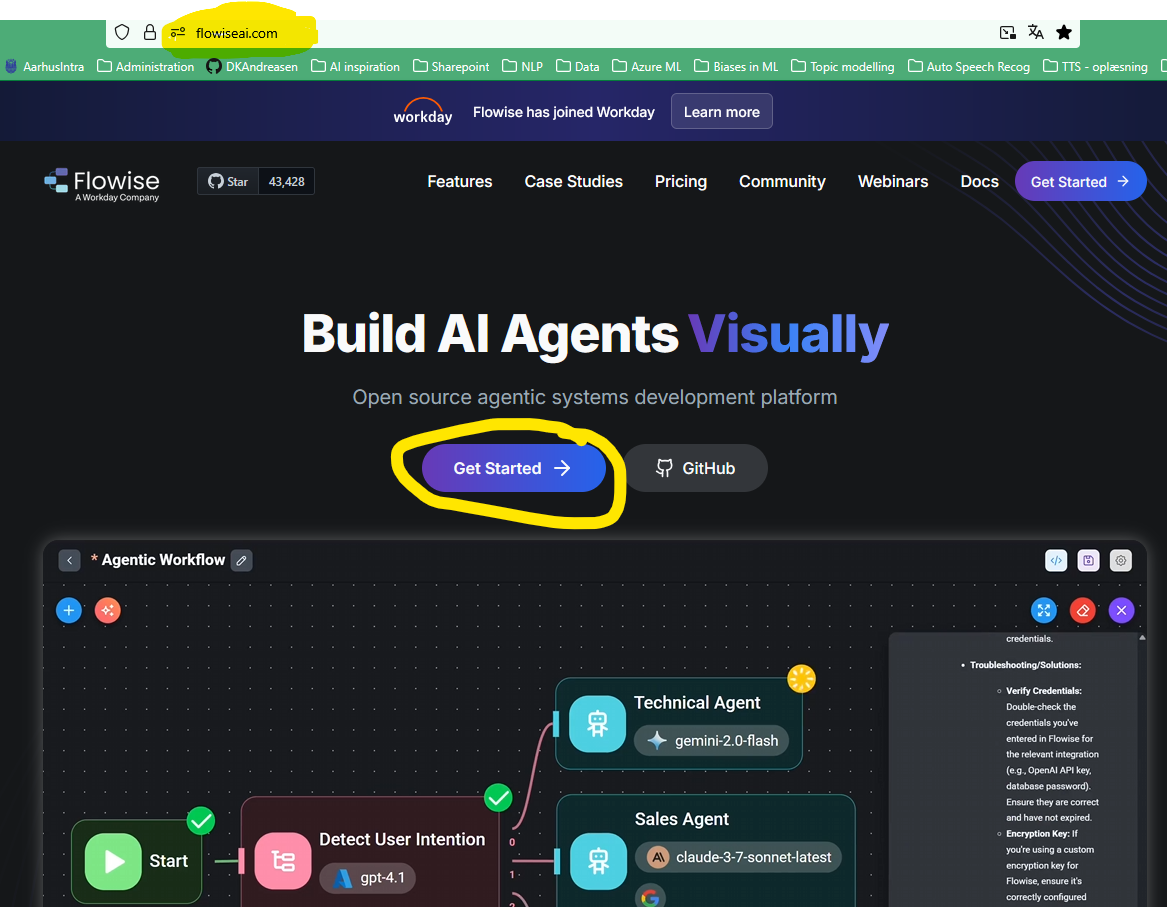 flowiseai.com
AarhusIntra Administration DKAndreasen AI inspiration Sharepoint NLP Data Azure ML Biases in ML Topic modelling Auto Speech Recog TTS - oplæsning
workday Flowise has joined Workday Learn more
Flowise
A Workday Company
Star 43,428
Features Case Studies Pricing Community Webinars Docs Get Started
Build AI Agents Visually
Open source agentic systems development platform
Get Started GitHub
* Agentic Workflow
credentials.
Troubleshooting/Solutions:
Verify Credentials:
Double-check the
credentials you've
entered in Flowise for
the relevant integration
(e.g., OpenAI API key,
database password).
Ensure they are correct
and have not expired.
Encryption Key: If
you're using a custom
encryption key for
Flowise, ensure it's
correctly configured
Technical Agent
gemini-2.0-flash
Sales Agent
claude-3-7-sonnet-latest
Detect User Intention
gpt-4.1
0
1
2
Start